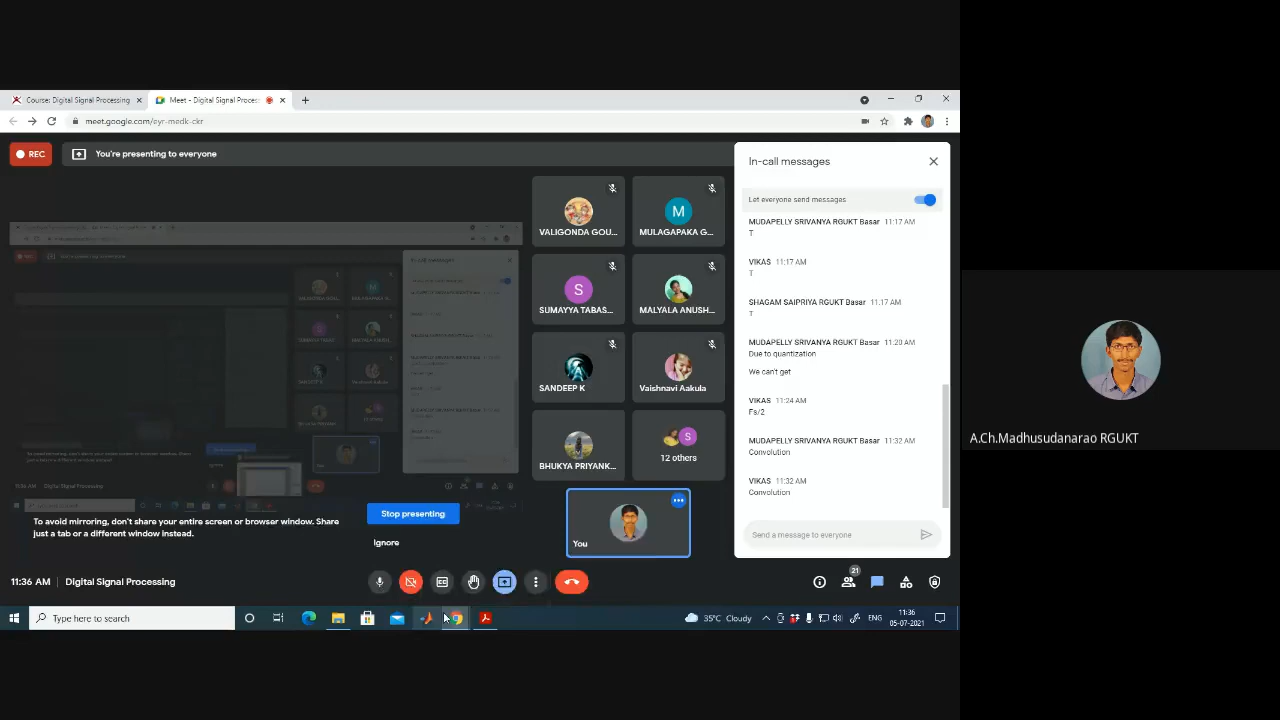 Course: Digital Signal Processing
Meet - Digital Signal Proces
meet.google.com/eyr-medk-ckr
REC
You're presenting to everyone
In-call messages
Let everyone send messages
MUDAPELLY SRIVANYA RGUKT Basar 11:17 AM
T
VIKAS 11:17 AM
T
SHAGAM SAIPRIYA RGUKT Basar 11:17 AM
T
MUDAPELLY SRIVANYA RGUKT Basar 11:20 AM
Due to quantization
We can't get
VIKAS 11:24 AM
Fs/2
MUDAPELLY SRIVANYA RGUKT Basar 11:32 AM
Convolution
VIKAS 11:32 AM
Convolution
Send a message to everyone
VALIGONDA GOU...
M
MULAGAPAKA G...
S
SUMAYYA TABAS...
MALYALA ANUSH...
SANDEEP K
Vaishnavi Aakula
BHUKYA PRIYANK...
S
12 others
You
To avoid mirroring, don't share your entire screen or browser window. Share
just a tab or a different window instead.
Stop presenting
Ignore
11:36 AM | Digital Signal Processing
21
Type here to search
35°C Cloudy
ENG
11:36
05-07-2021
A.Ch.Madhusudanarao RGUKT